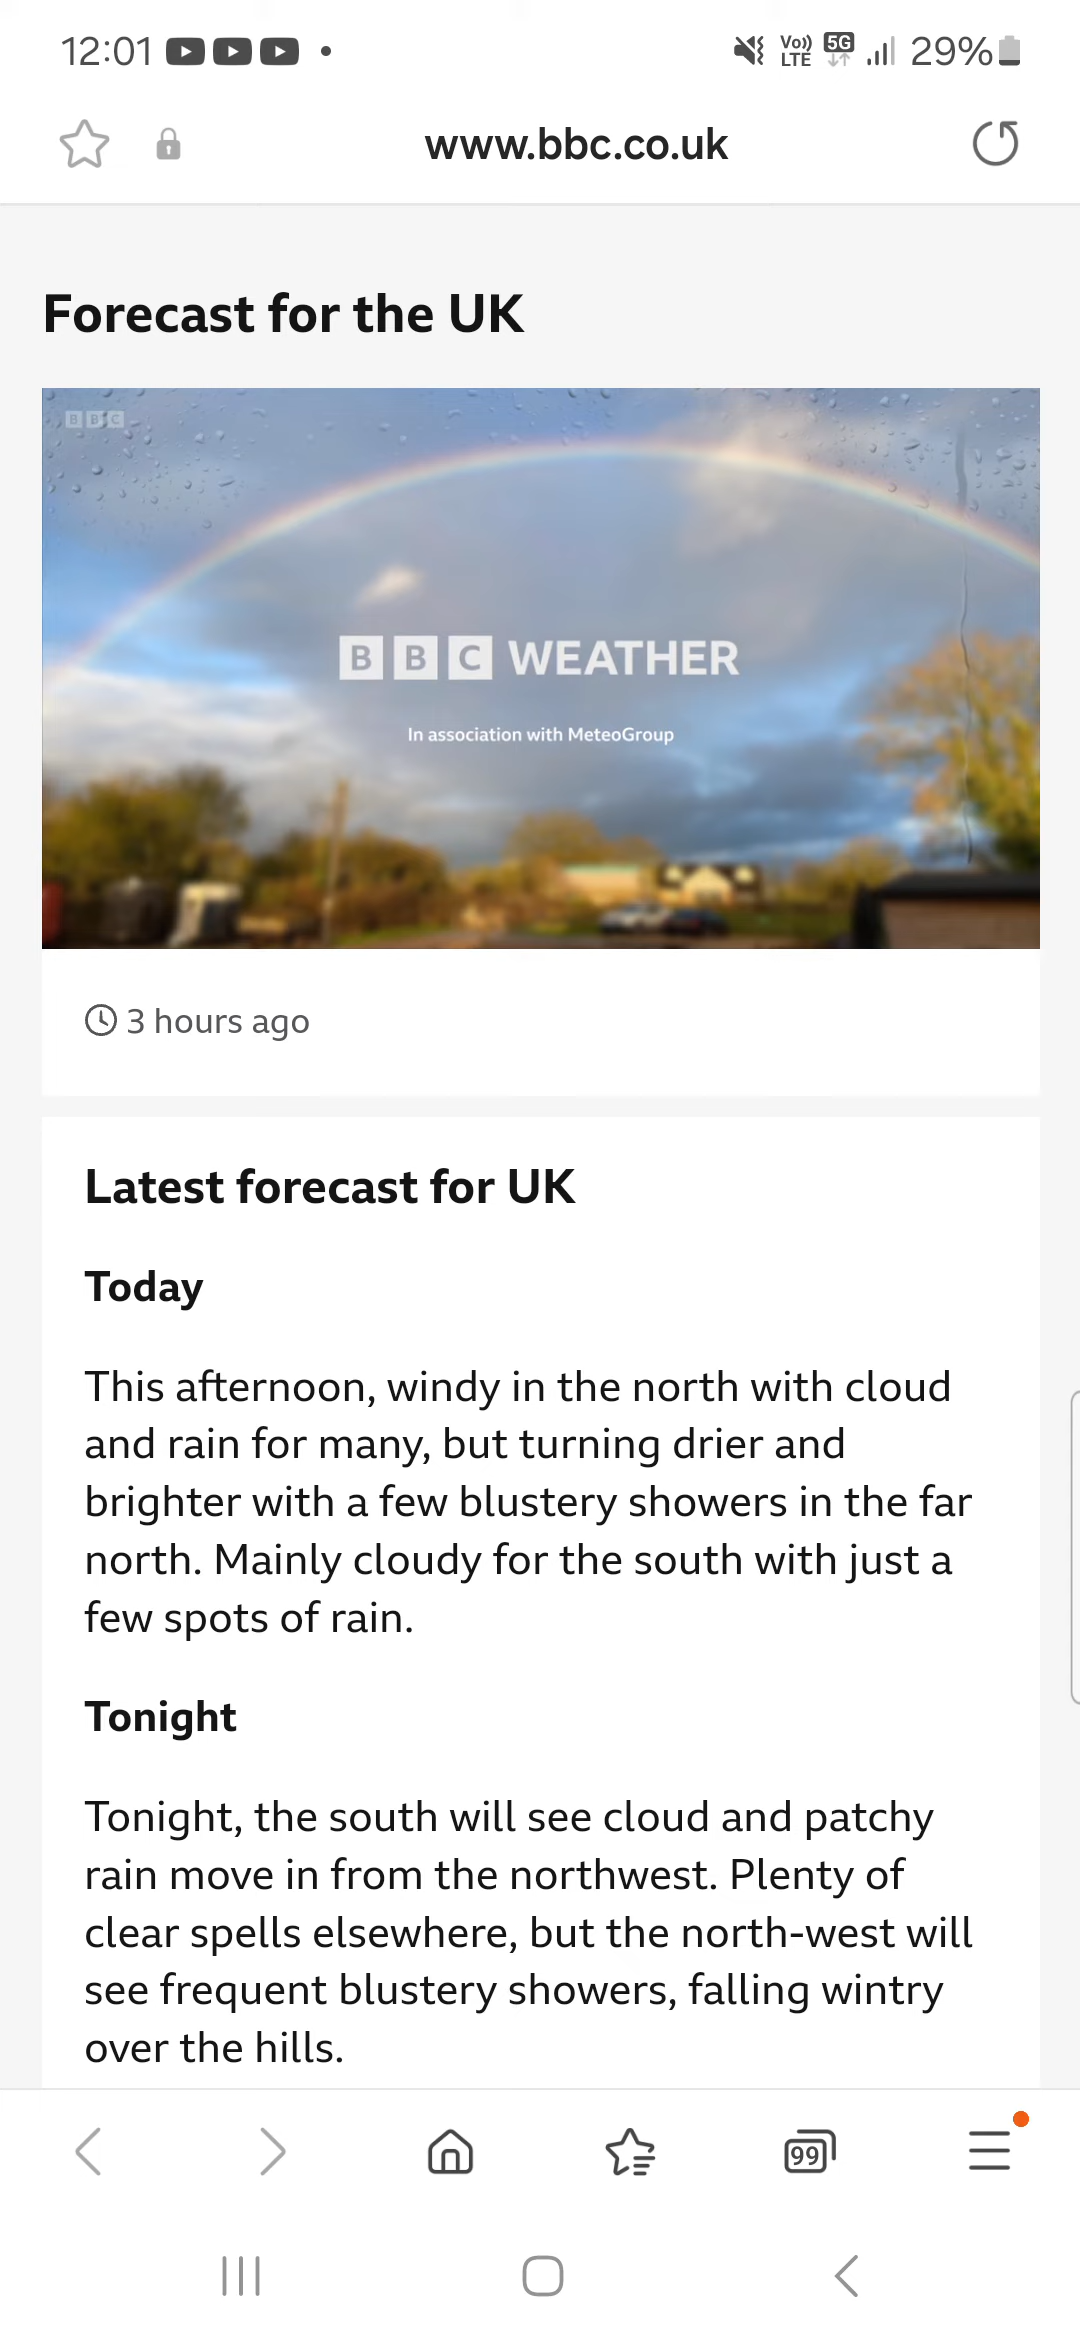 12:01
Vo)) LTE 5G 29%
www.bbc.co.uk
Forecast for the UK
BBC
BBC WEATHER
In association with MeteoGroup
3 hours ago
Latest forecast for UK
Today
This afternoon, windy in the north with cloud
and rain for many, but turning drier and
brighter with a few blustery showers in the far
north. Mainly cloudy for the south with just a
few spots of rain.
Tonight
Tonight, the south will see cloud and patchy
rain move in from the northwest. Plenty of
clear spells elsewhere, but the north-west will
see frequent blustery showers, falling wintry
over the hills.
99